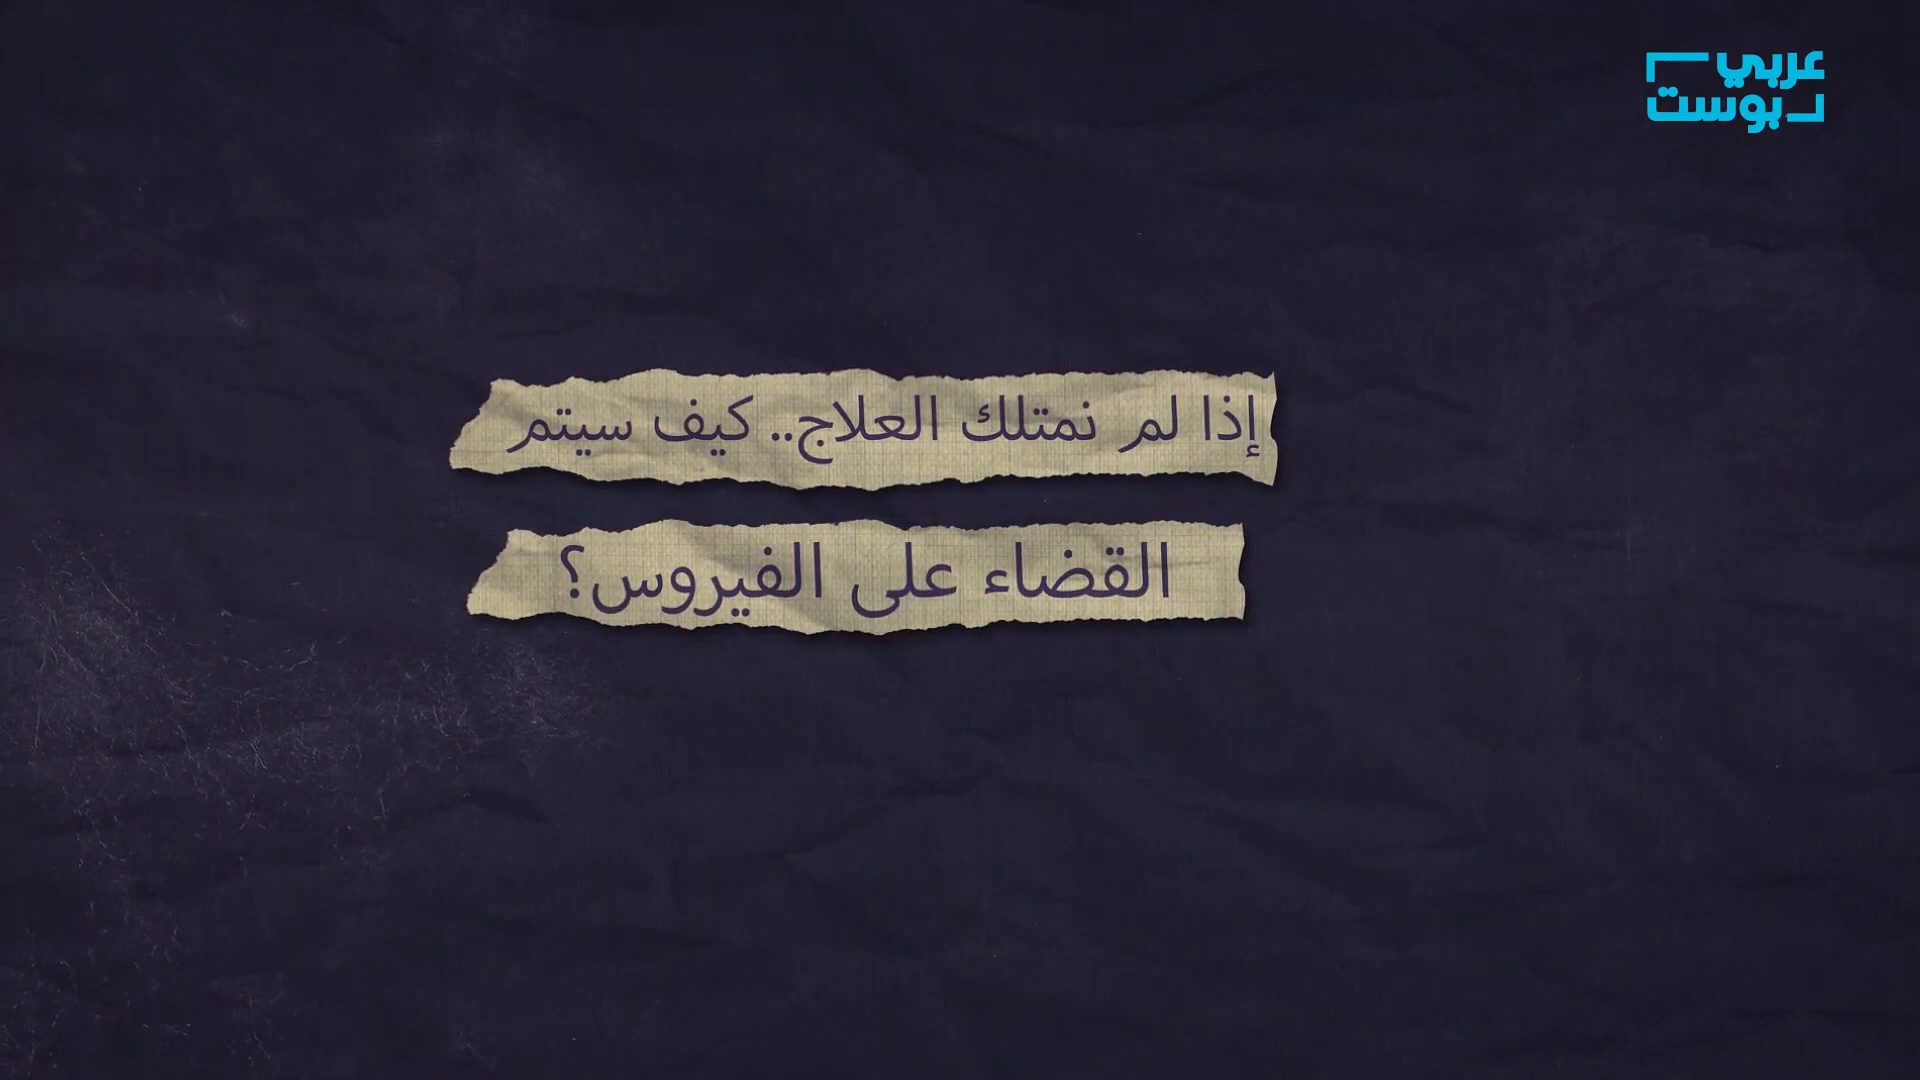 عربي
بوست
إذا لم نمتلك العلاج.. كيف سيتم
القضاء على الفيروس؟